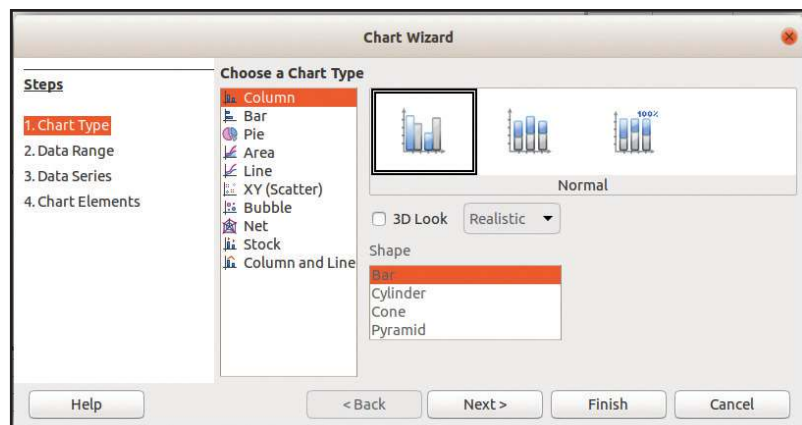 Chart Wizard
Steps
1. Chart Type
2. Data Range
3. Data Series
4. Chart Elements
Choose a Chart Type
Column
Bar
Pie
Area
Line
XY (Scatter)
Bubble
Net
Stock
Column and Line
100%
Normal
3D Look
Realistic
Shape
Bar
Cylinder
Cone
Pyramid
Help
< Back
Next >
Finish
Cancel